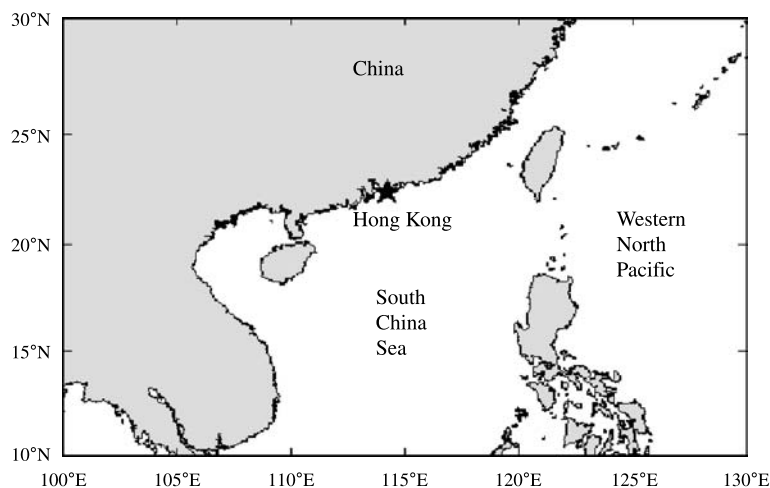 30°N
China
25°N
Hong Kong
Western
North
Pacific
20°N
South
China
Sea
15°N
10°N
100°E 105°E 110°E 115°E 120°E 125°E 130°E